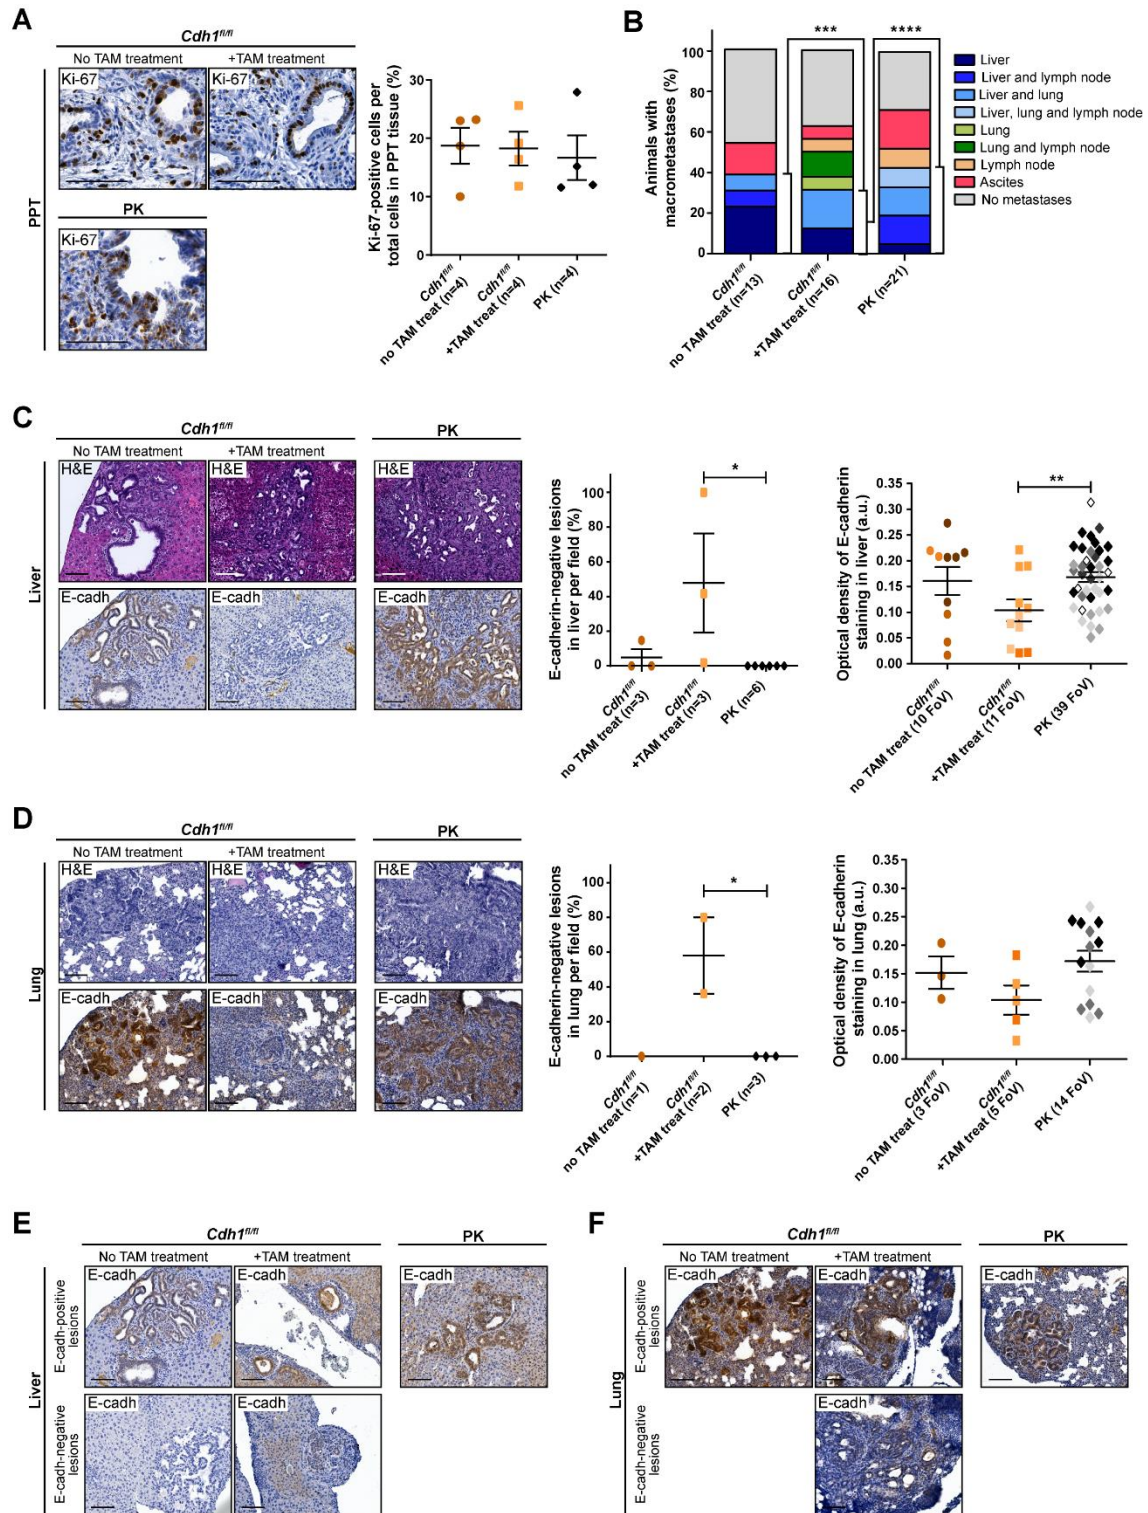 A
Cdh1fl/fl
No TAM treatment
+TAM treatment
PPT
Ki-67
Ki-67
PK
Ki-67
Ki-67-positive cells per
total cells in PPT tissue (%)
30
20
10
0
Cdh1fl/fl
no TAM treat (n=4)
Cdh1fl/fl
+TAM treat (n=4)
PK (n=4)
B
Animals with
macrometastases (%)
100
80
60
40
20
0
***
****
Cdh1fl/fl
no TAM treat (n=13)
Cdh1fl/fl
+TAM treat (n=16)
PK (n=21)
Liver
Liver and lymph node
Liver and lung
Liver, lung and lymph node
Lung
Lung and lymph node
Lymph node
Ascites
No metastases
C
Cdh1fl/fl
PK
No TAM treatment
+TAM treatment
Liver
H&E
H&E
H&E
E-cadh
E-cadh
E-cadh
E-cadherin-negative lesions
in liver per field (%)
100
80
60
40
20
0
*
Cdh1fl/fl
no TAM treat (n=3)
Cdh1fl/fl
+TAM treat (n=3)
PK (n=6)
Optical density of E-cadherin
staining in liver (a.u.)
0.35
0.30
0.25
0.20
0.15
0.10
0.05
0.00
**
Cdh1fl/fl
no TAM treat (10 FoV)
Cdh1fl/fl
+TAM treat (11 FoV)
PK (39 FoV)
D
Cdh1fl/fl
PK
No TAM treatment
+TAM treatment
Lung
H&E
H&E
H&E
E-cadh
E-cadh
E-cadh
E-cadherin-negative lesions
in lung per field (%)
100
80
60
40
20
0
*
Cdh1fl/fl
no TAM treat (n=1)
Cdh1fl/fl
+TAM treat (n=2)
PK (n=3)
Optical density of E-cadherin
staining in lung (a.u.)
0.35
0.30
0.25
0.20
0.15
0.10
0.05
0.00
Cdh1fl/fl
no TAM treat (3 FoV)
Cdh1fl/fl
+TAM treat (5 FoV)
PK (14 FoV)
E
Cdh1fl/fl
PK
No TAM treatment
+TAM treatment
Liver
E-cadh-positive
lesions
E-cadh
E-cadh
E-cadh
E-cadh-negative
lesions
E-cadh
E-cadh
F
Cdh1fl/fl
PK
No TAM treatment
+TAM treatment
Lung
E-cadh-positive
lesions
E-cadh
E-cadh
E-cadh
E-cadh-negative
lesions
E-cadh